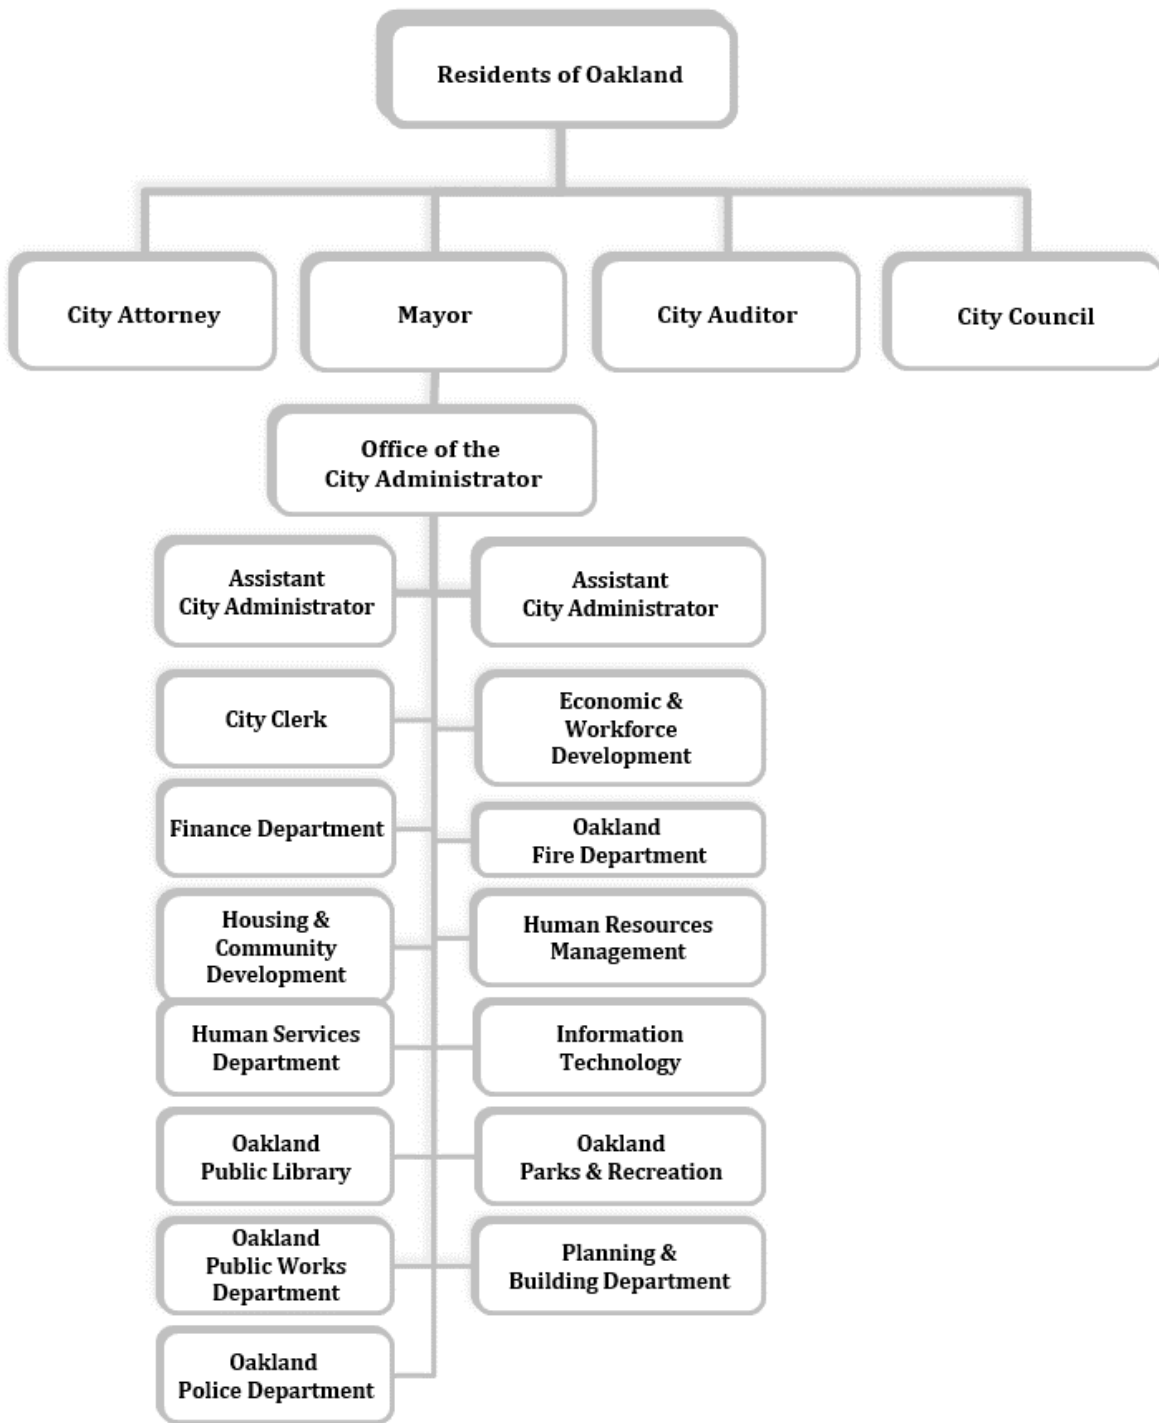 Residents of Oakland
City Attorney
Mayor
City Auditor
City Council
Office of the
City Administrator
Assistant
City Administrator
Assistant
City Administrator
City Clerk
Economic &
Workforce
Development
Finance Department
Oakland
Fire Department
Housing &
Community
Development
Human Resources
Management
Human Services
Department
Information
Technology
Oakland
Public Library
Oakland
Parks & Recreation
Oakland
Public Works
Department
Planning &
Building Department
Oakland
Police Department